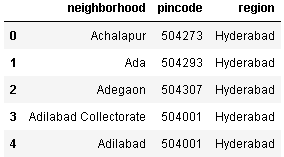 neighborhood pincode region
0 Achalapur 504273 Hyderabad
1 Ada 504293 Hyderabad
2 Adegaon 504307 Hyderabad
3 Adilabad Collectorate 504001 Hyderabad
4 Adilabad 504001 Hyderabad